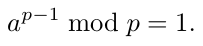 a^{p-1} mod p = 1.